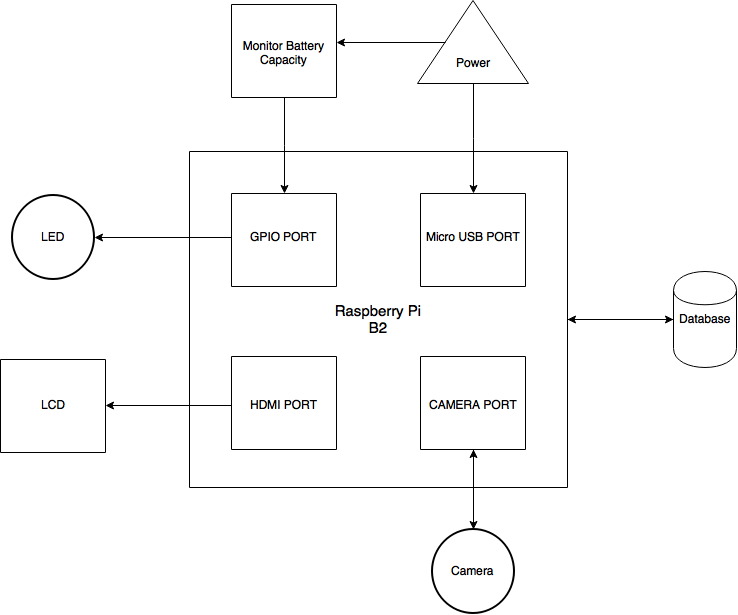 Monitor Battery
Capacity
Power
LED
GPIO PORT
Micro USB PORT
Raspberry Pi
B2
Database
LCD
HDMI PORT
CAMERA PORT
Camera